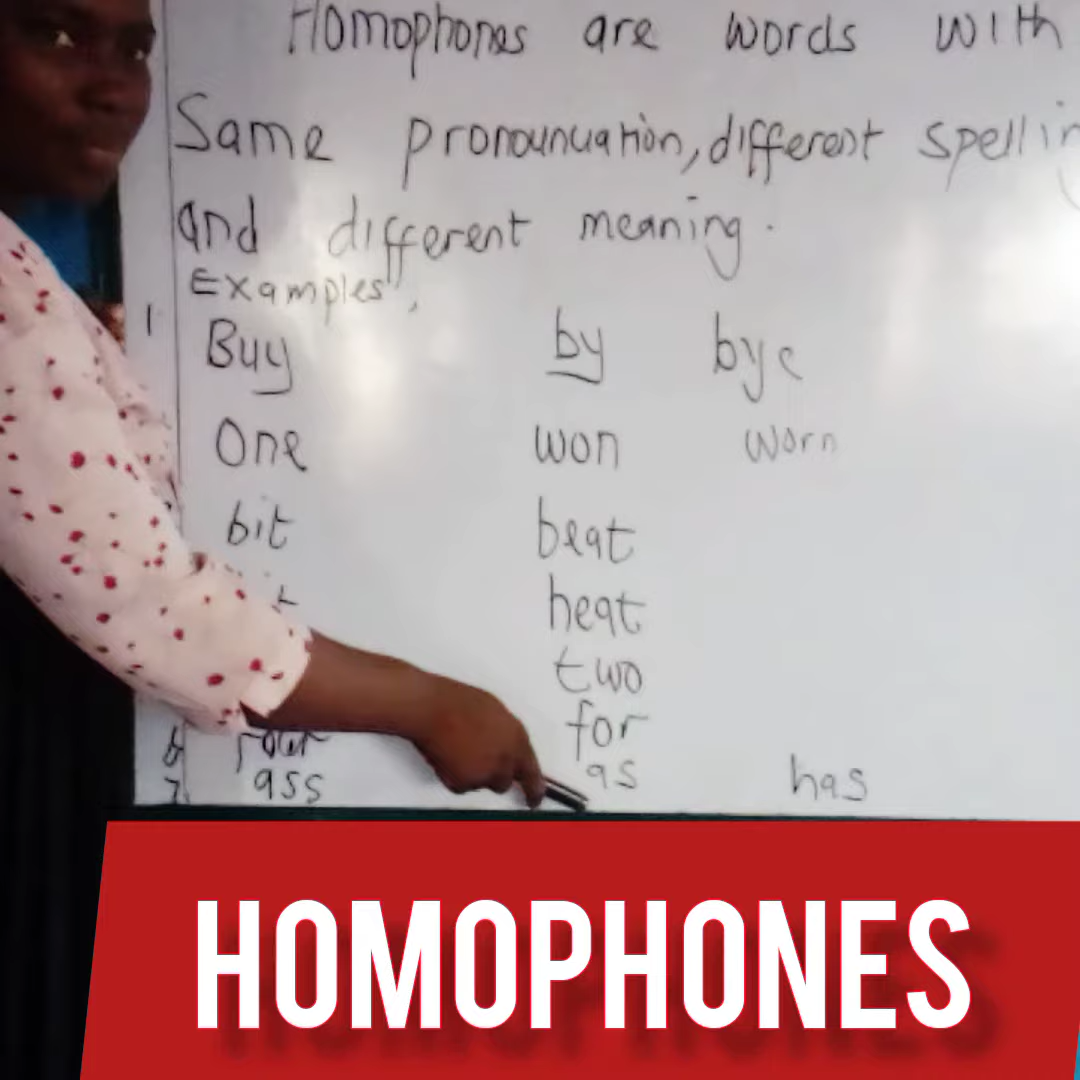 Homophones are words with
Same pronounuation, different spellin
and different meaning.
Examples",
1
Buy by bye
One won worn
bit beat
heat
two
for
7 ass as has
HOMOPHONES